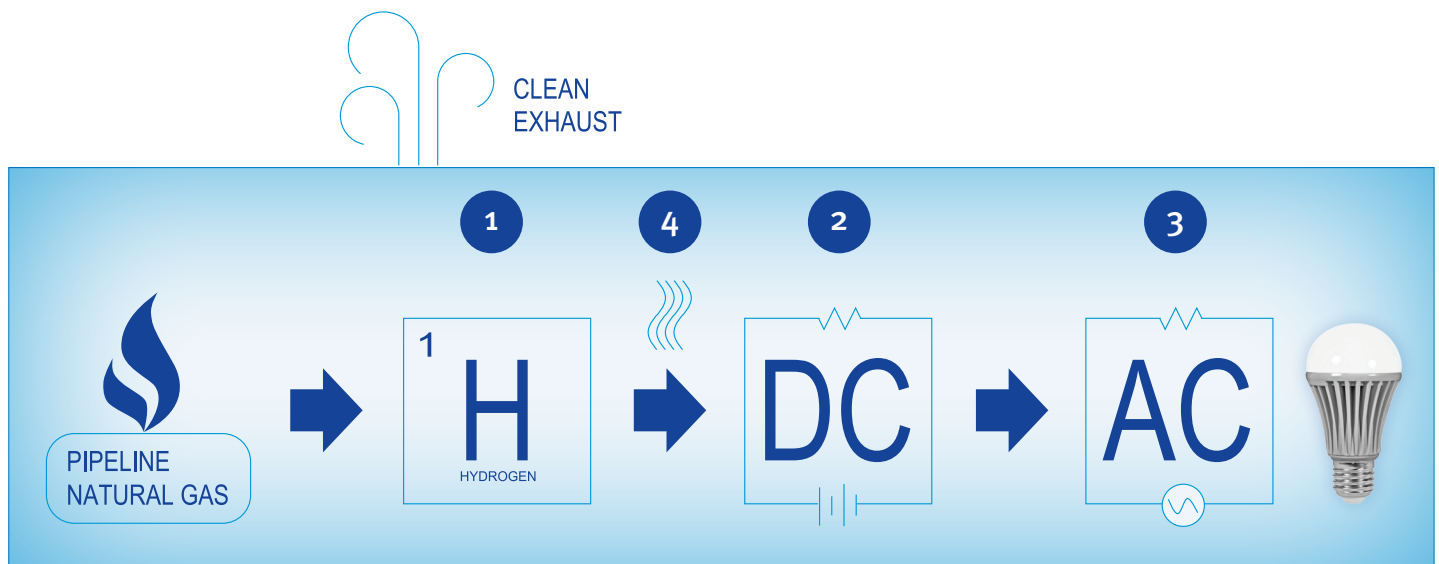 CLEAN
EXHAUST
1
4
2
3
1
H
HYDROGEN
DC
AC
PIPELINE
NATURAL GAS